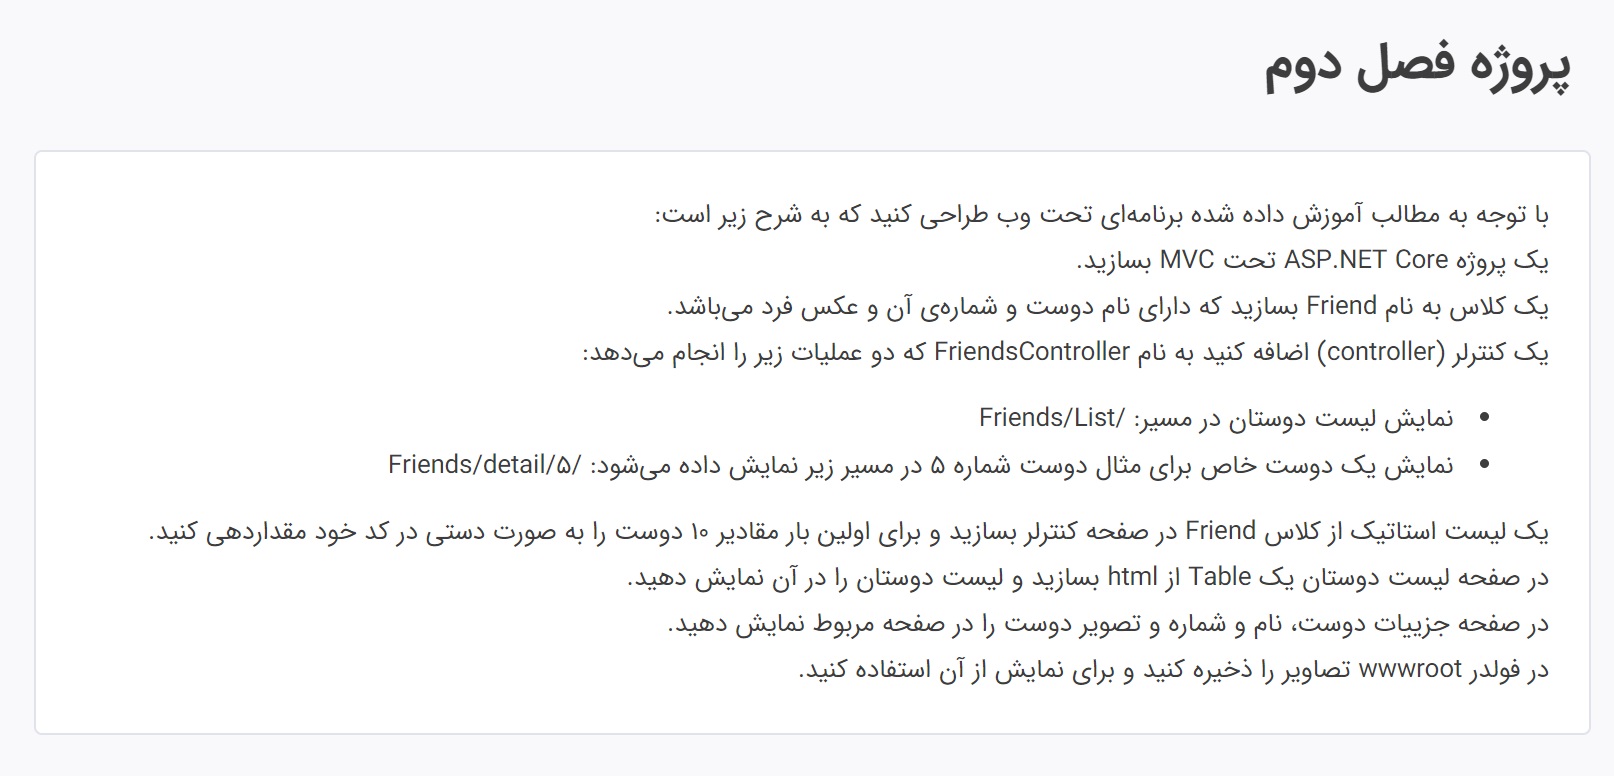 پروژه فصل دوم
با توجه به مطالب آموزش داده شده برنامه‌ای تحت وب طراحی کنید که به شرح زیر است:
یک پروژه ASP.NET Core تحت MVC بسازید.
یک کلاس به نام Friend بسازید که دارای نام دوست و شماره‌ی آن و عکس فرد می‌باشد.
یک کنترلر (controller) اضافه کنید به نام FriendsController که دو عملیات زیر را انجام می‌دهد:
• نمایش لیست دوستان در مسیر: /Friends/List
• نمایش یک دوست خاص برای مثال دوست شماره ۵ در مسیر زیر نمایش داده می‌شود: /Friends/detail/۵
یک لیست استاتیک از کلاس Friend در صفحه کنترلر بسازید و برای اولین بار مقادیر ۱۰ دوست را به صورت دستی در کد خود مقداردهی کنید.
در صفحه لیست دوستان یک Table از html بسازید و لیست دوستان را در آن نمایش دهید.
در صفحه جزییات دوست، نام و شماره و تصویر دوست را در صفحه مربوط نمایش دهید.
در فولدر wwwroot تصاویر را ذخیره کنید و برای نمایش از آن استفاده کنید.